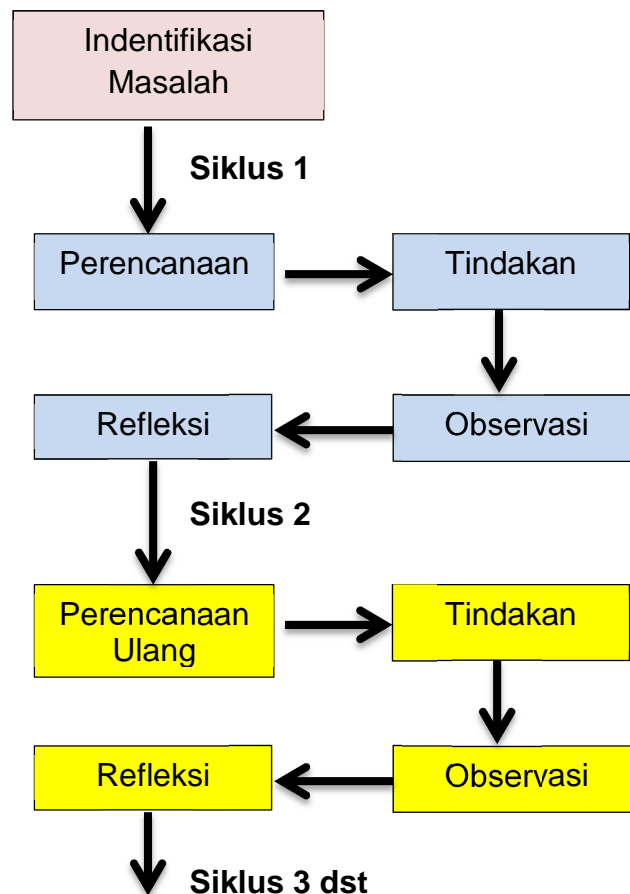 Indentifikasi
Masalah
Siklus 1
Perencanaan
Tindakan
Refleksi
Observasi
Siklus 2
Perencanaan
Ulang
Tindakan
Refleksi
Observasi
Siklus 3 dst